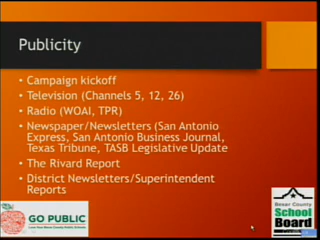 Publicity
• Campaign kickoff
• Television (Channels 5, 12, 26)
• Radio (WOAI, TPR)
• Newspaper/Newsletters (San Antonio
Express, San Antonio Business Journal,
Texas Tribune, TASB Legislative Update
• The Rivard Report
• District Newsletters/Superintendent
Reports
GO PUBLIC
Bexar County
School
Board